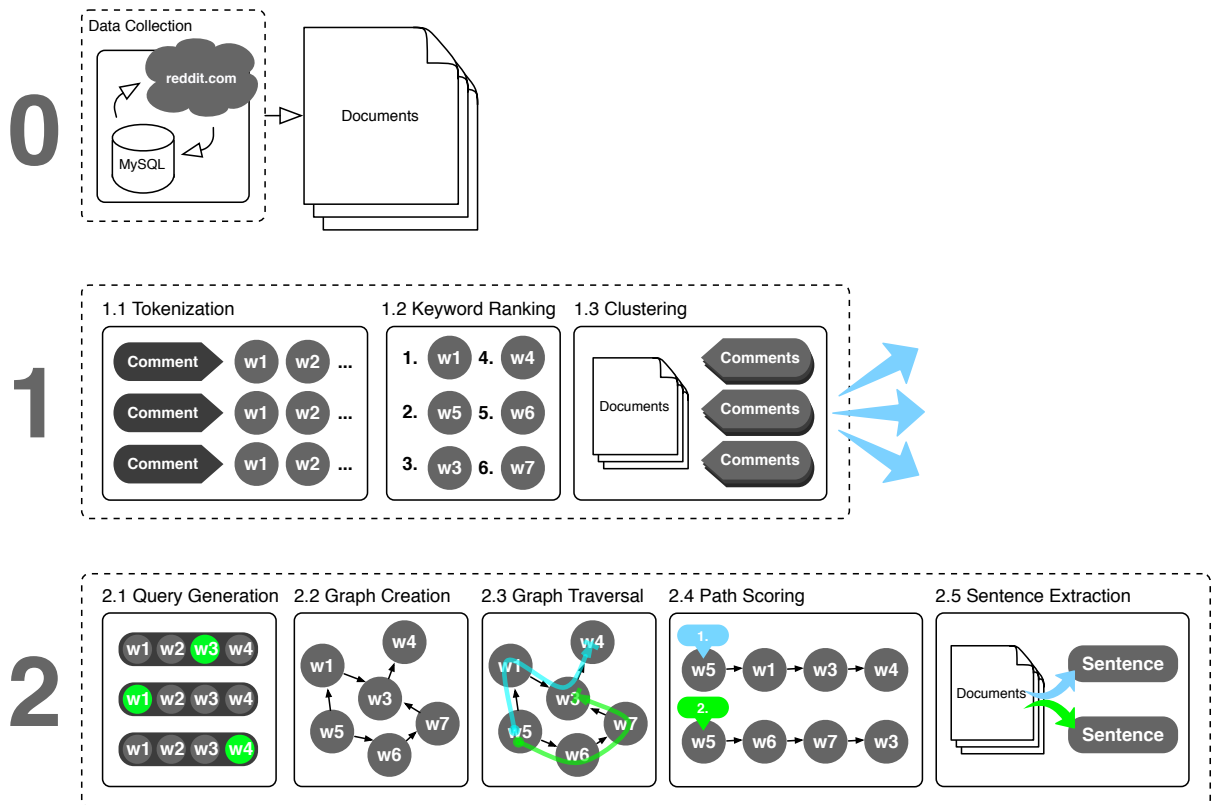 0
Data Collection
reddit.com
MySQL
Documents
1
1.1 Tokenization
Comment w1 w2 ...
Comment w1 w2 ...
Comment w1 w2 ...
1.2 Keyword Ranking
1. w1 4. w4
2. w5 5. w6
3. w3 6. w7
1.3 Clustering
Documents
Comments
Comments
Comments
2
2.1 Query Generation
w1 w2 w3 w4
w1 w2 w3 w4
w1 w2 w3 w4
2.2 Graph Creation
w4
w1
w3
w7
w5
w6
2.3 Graph Traversal
w4
w1
w3
w7
w5
w6
2.4 Path Scoring
1.
w5 w1 w3 w4
2.
w5 w6 w7 w3
2.5 Sentence Extraction
Documents
Sentence
Sentence